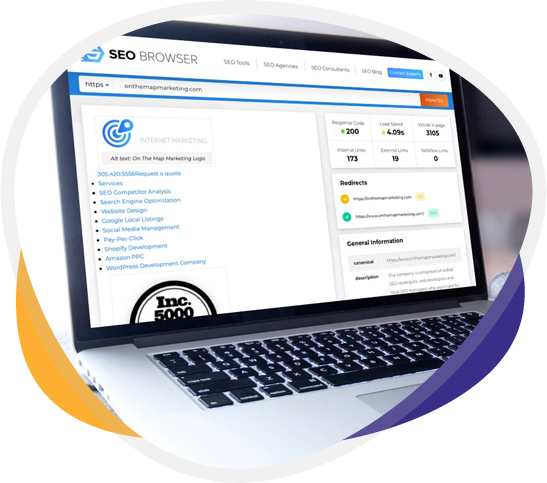 SEO BROWSER
SEO Tools
SEO Agencies
SEO Consultants
SEO Blog
Contact Experts
https
onthemapmarketing.com
ANALYZE
INTERNET MARKETING
Alt text: On The Map Marketing Logo
305.420.5556Request a quote
Services
SEO Competitor Analysis
Search Engine Optimization
Website Design
Google Local Listings
Social Media Management
Pay-Per-Click
Shopify Development
Amazon PPC
WordPress Development Company
Inc.
5000
Response Code
200
Load Speed
4.09s
Words in page
3105
Internal Links
173
External Links
19
Nofollow Links
0
Redirects
https://onthemapmarketing.com
https://www.onthemapmarketing.com/
General Information
canonical
https://www.onthemapmarketing.com/
description
Our company is comprised of skilled
SEO strategists, web developers and